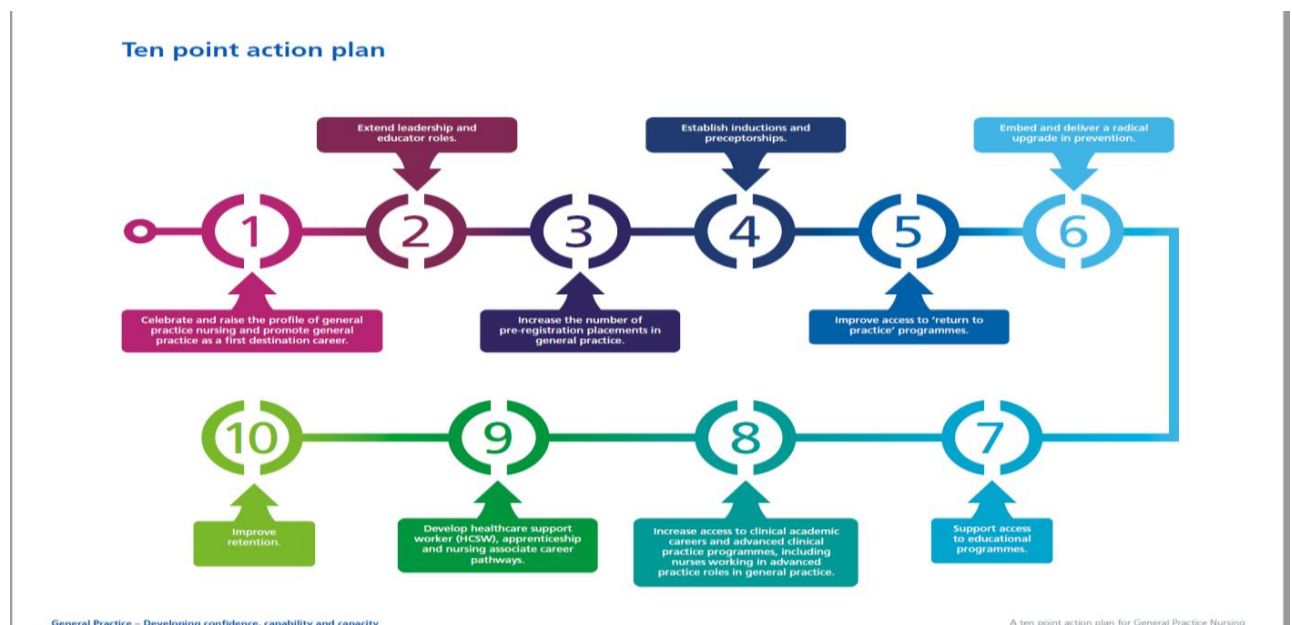 Ten point action plan
1
Celebrate and raise the profile of general
practice nursing and promote general
practice as a first destination career.
2
Extend leadership and
educator roles.
3
Increase the number of
pre-registration placements in
general practice.
4
Establish inductions and
preceptorships.
5
Improve access to ‘return to
practice’ programmes.
6
Embed and deliver a radical
upgrade in prevention.
7
Support access
to educational
programmes.
8
Increase access to clinical academic
careers and advanced clinical
practice programmes, including
nurses working in advanced
practice roles in general practice.
9
Develop healthcare support
worker (HCSW), apprenticeship
and nursing associate career
pathways.
10
Improve
retention.
General Practice – Developing confidence, capability and capacity
A ten point action plan for General Practice Nursing